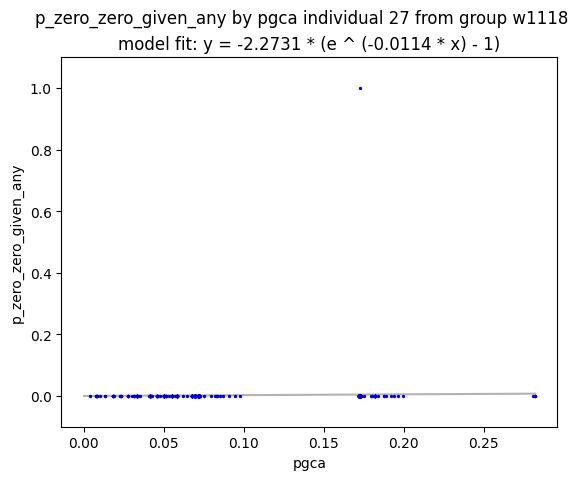 p_zero_zero_given_any by pgca individual 27 from group w1118
model fit: y = -2.2731 * (e ^ (-0.0114 * x) - 1)
1.0
0.8
0.6
0.4
0.2
0.0
p_zero_zero_given_any
0.00 0.05 0.10 0.15 0.20 0.25
pgca